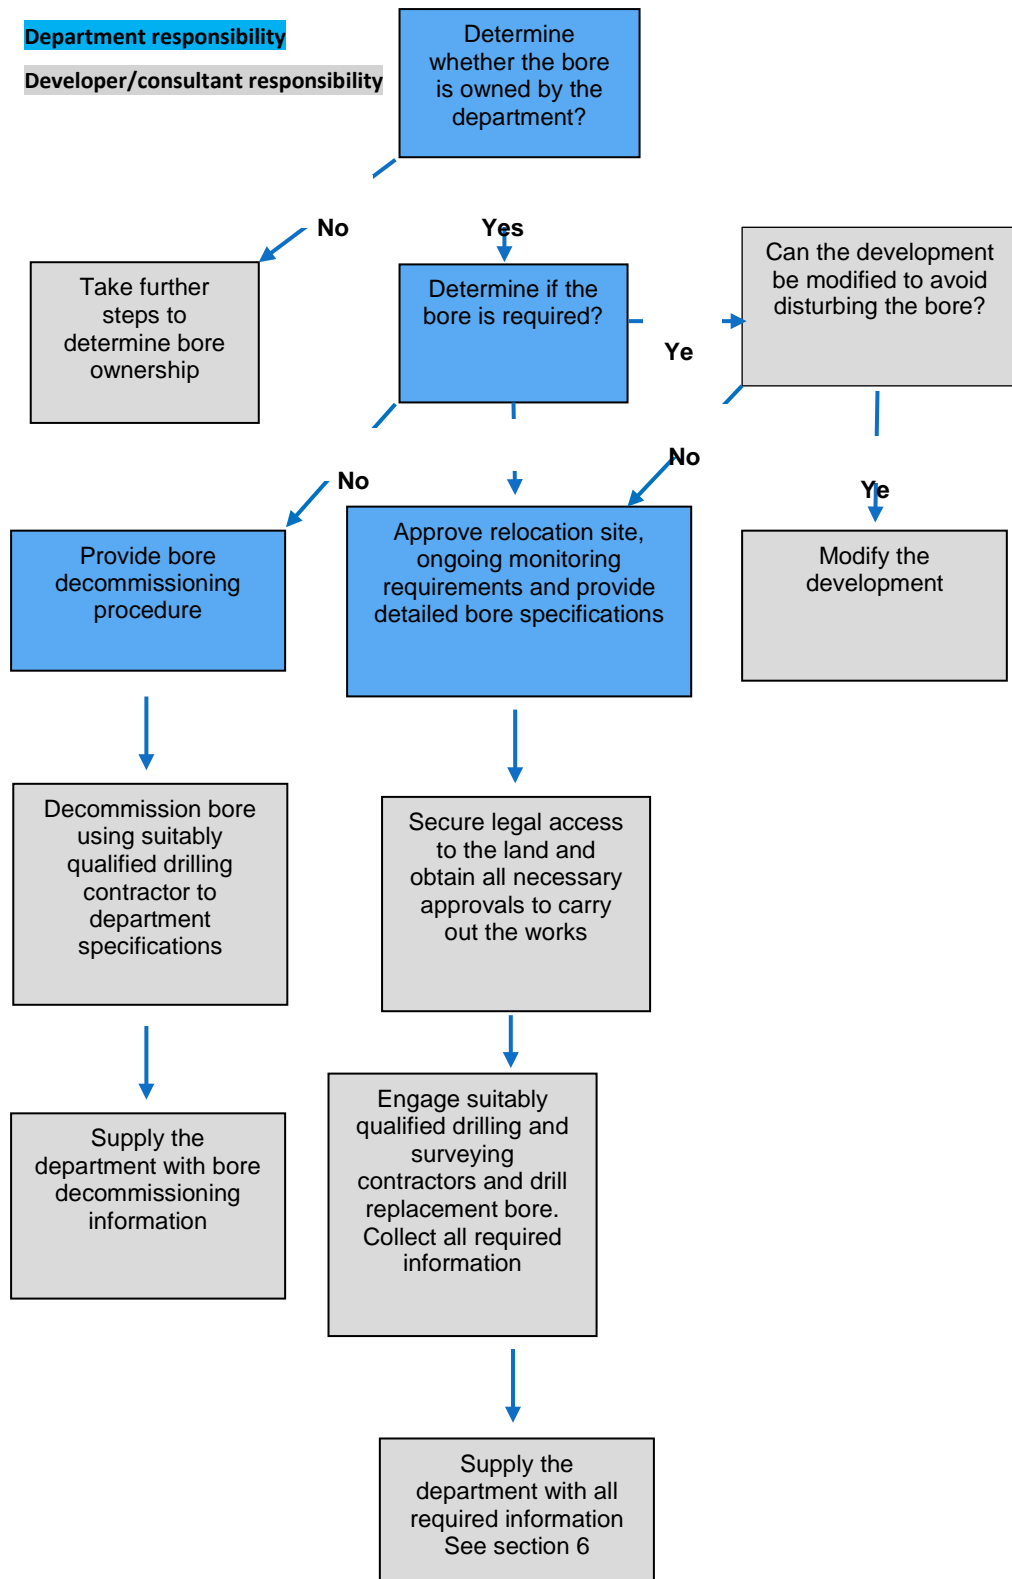 Department responsibility
Developer/consultant responsibility
Determine
whether the bore
is owned by the
department?
No
Yes
Take further
steps to
determine bore
ownership
Determine if the
bore is required?
Ye
Can the development
be modified to avoid
disturbing the bore?
No
No
Ye
Provide bore
decommissioning
procedure
Approve relocation site,
ongoing monitoring
requirements and provide
detailed bore specifications
Modify the
development
Decommission bore
using suitably
qualified drilling
contractor to
department
specifications
Secure legal access
to the land and
obtain all necessary
approvals to carry
out the works
Supply the
department with bore
decommissioning
information
Engage suitably
qualified drilling and
surveying
contractors and drill
replacement bore.
Collect all required
information
Supply the
department with all
required information
See section 6